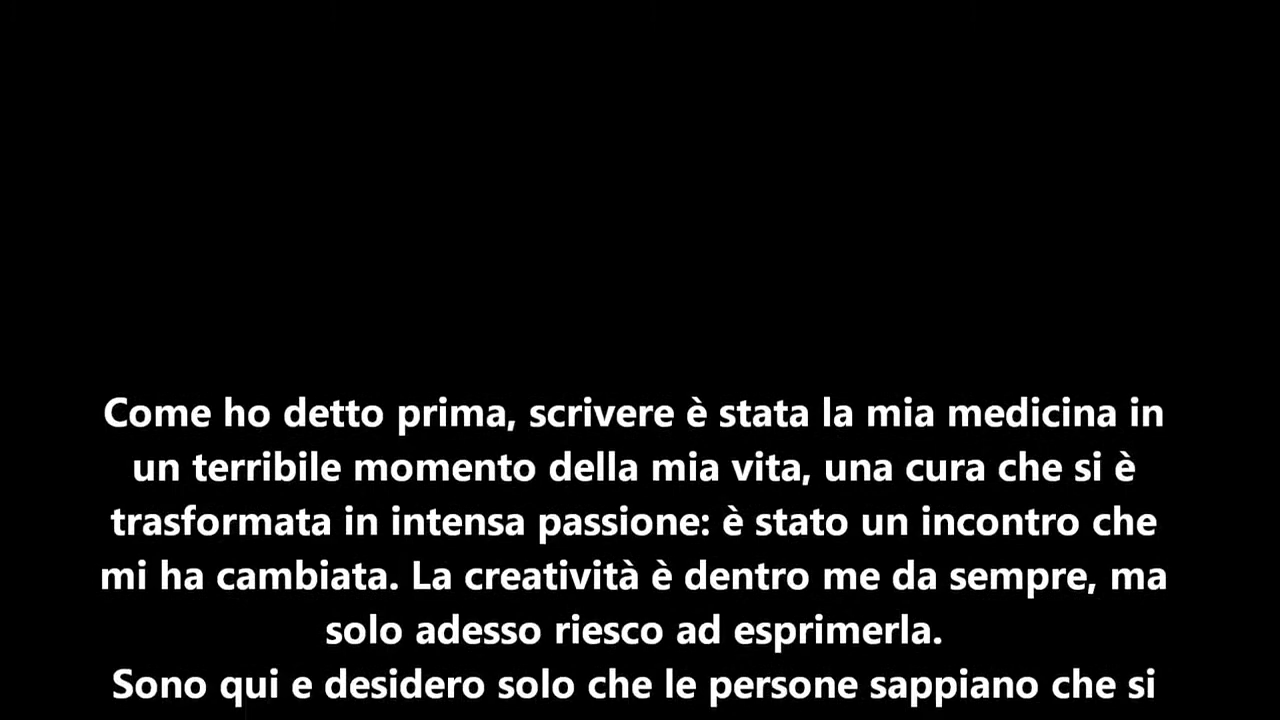 Come ho detto prima, scrivere è stata la mia medicina in
un terribile momento della mia vita, una cura che si è
trasformata in intensa passione: è stato un incontro che
mi ha cambiata. La creatività è dentro me da sempre, ma
solo adesso riesco ad esprimerla.
Sono qui e desidero solo che le persone sappiano che si